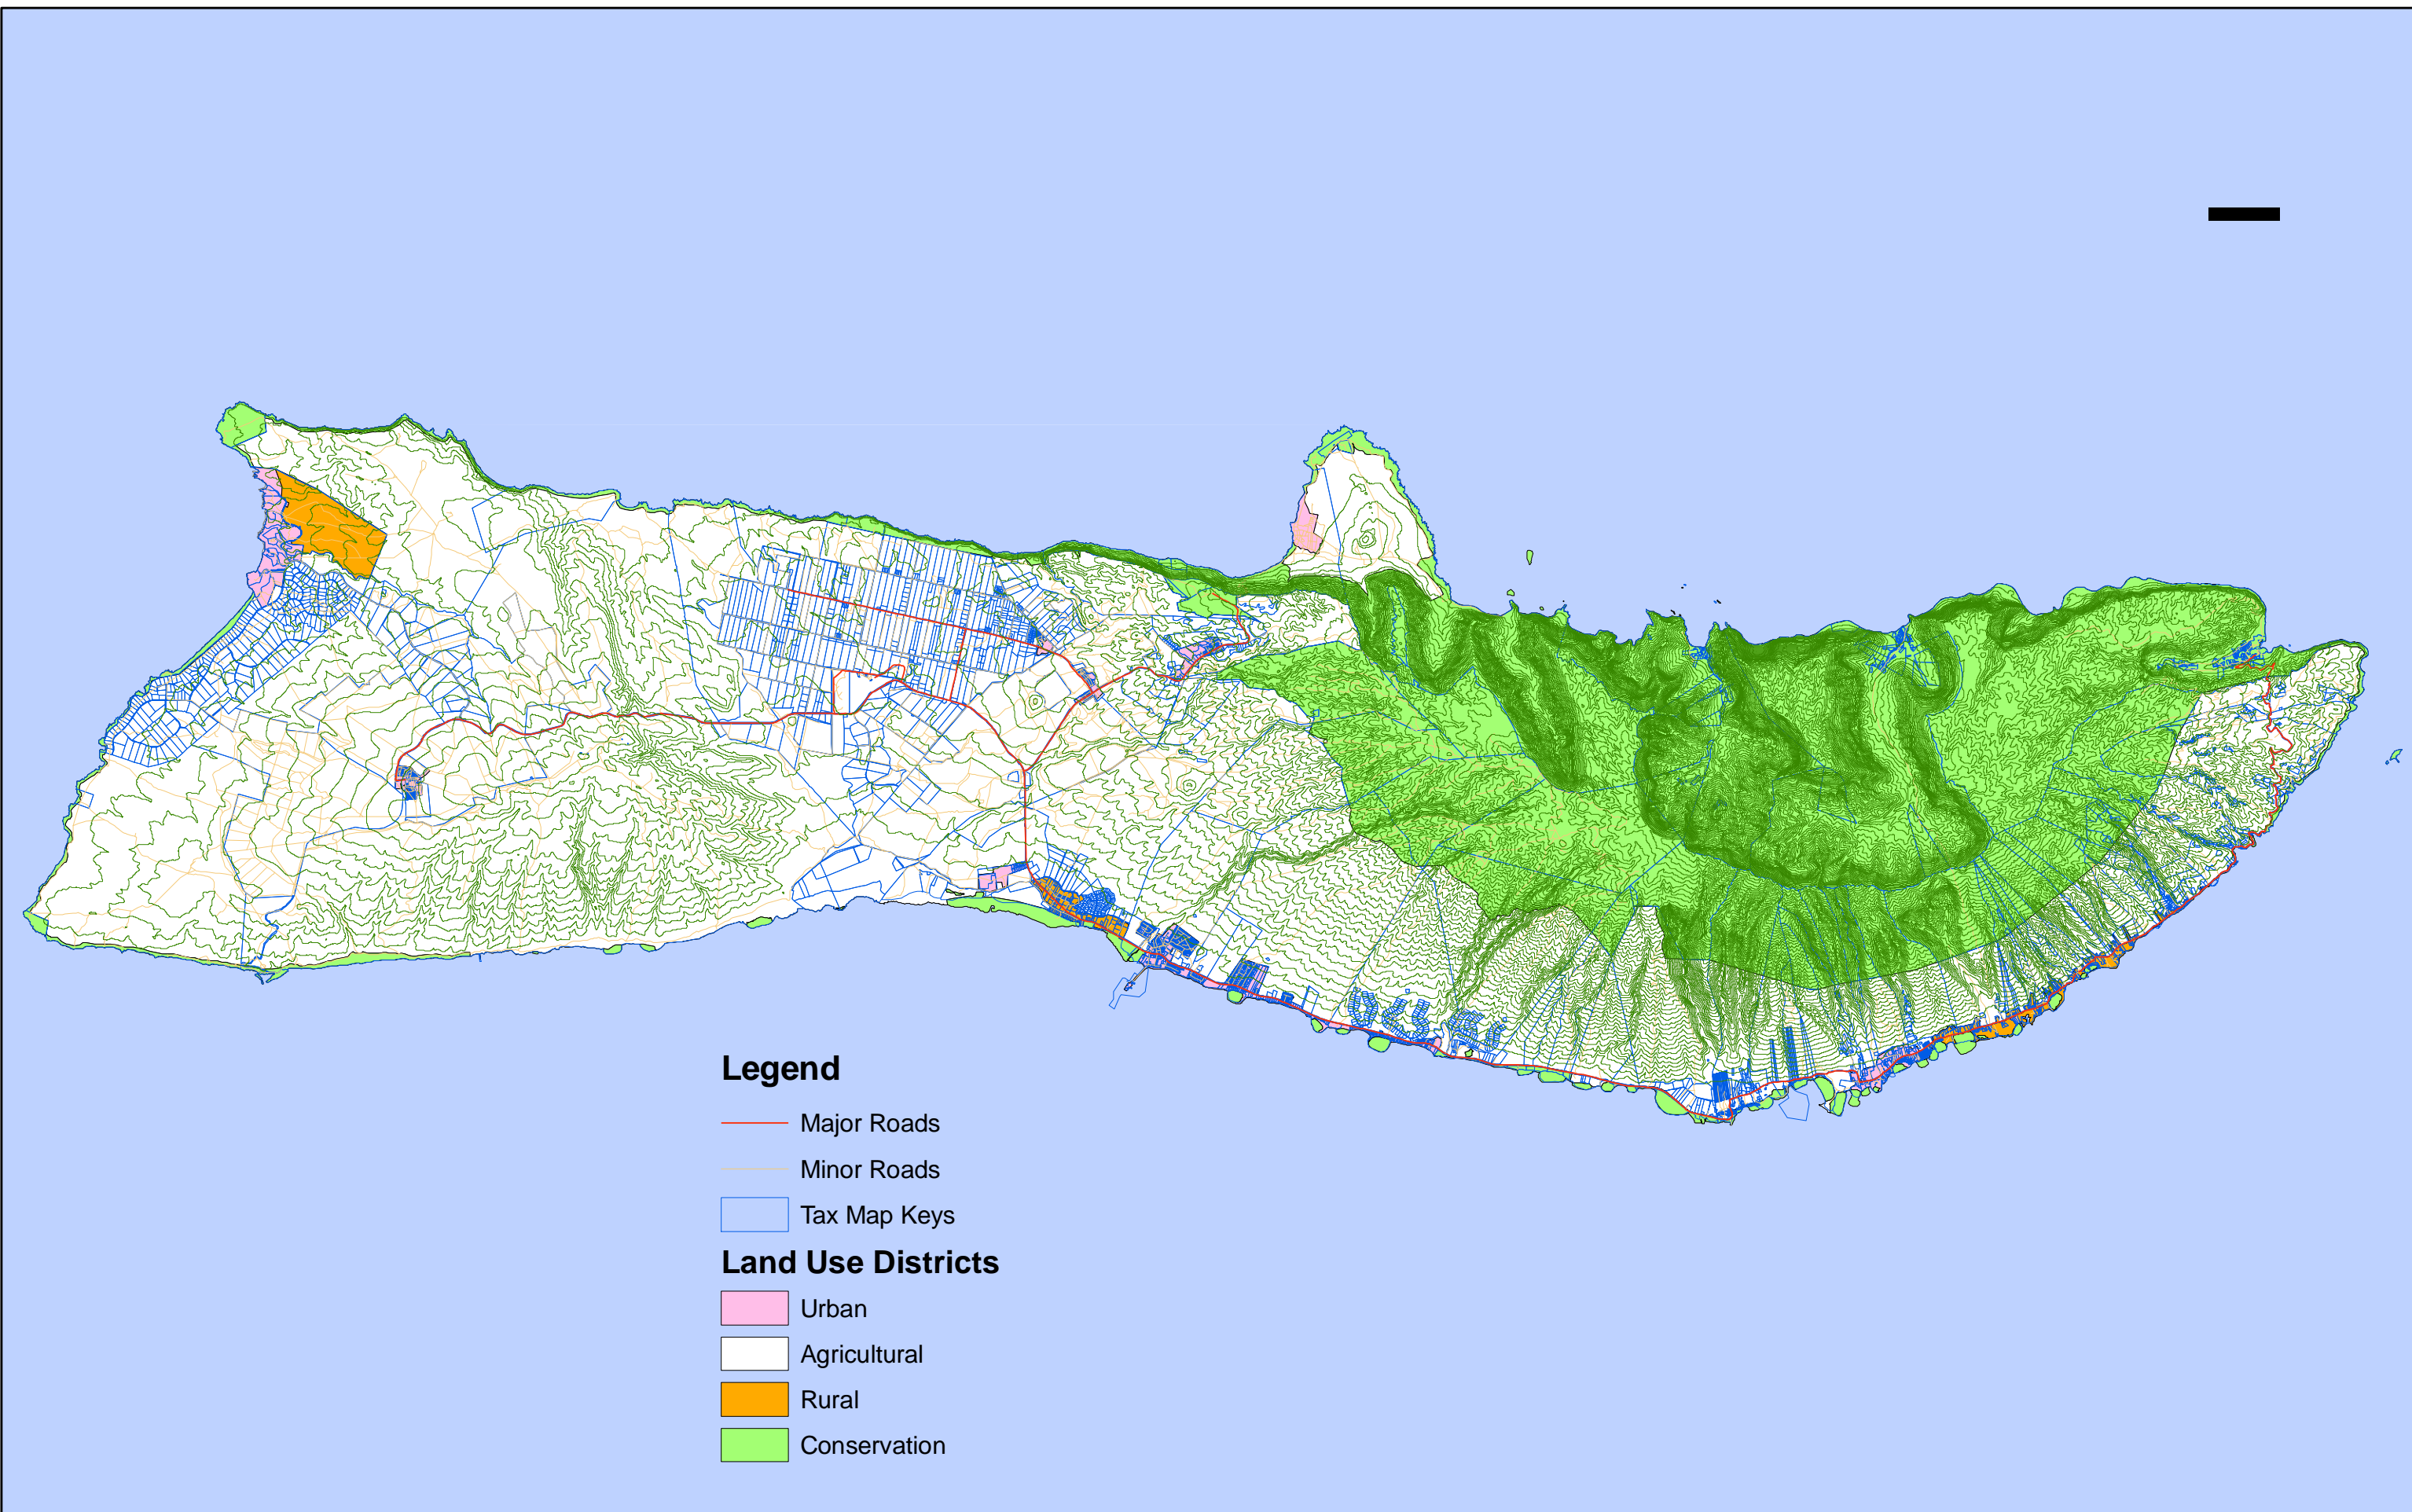 Legend
Major Roads
Minor Roads
Tax Map Keys
Land Use Districts
Urban
Agricultural
Rural
Conservation